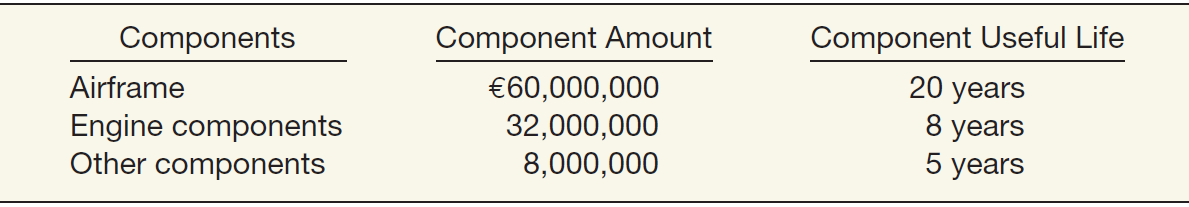 Components Component Amount Component Useful Life
Airframe €60,000,000 20 years
Engine components 32,000,000 8 years
Other components 8,000,000 5 years